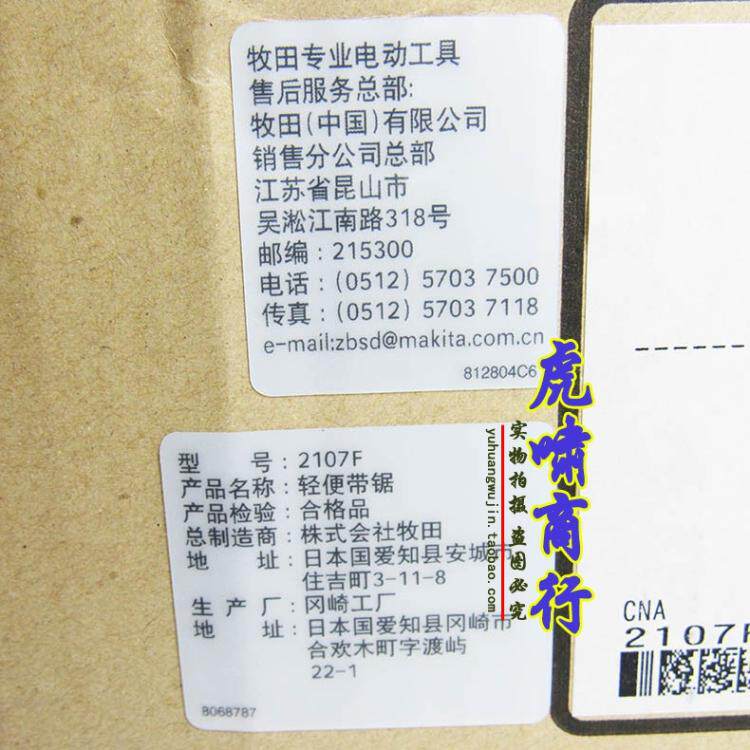 牧田专业电动工具
售后服务总部:
牧田(中国)有限公司
销售分公司总部
江苏省昆山市
吴淞江南路318号
邮编:215300
电话:(0512) 5703 7500
传真:(0512) 5703 7118
e-mail:zbsd@makita.com.cn
812804C6
型 号:2107F
产品名称:轻便带锯
产品检验:合格品
总制造商:株式会社牧田
地 址:日本国爱知县安城市
住吉町3-11-8
生 产 厂:冈崎工厂
地 址:日本国爱知县冈崎市
合欢木町字渡屿
22-1
8068787
虎啸商行
实物拍摄 盗图必究
yuhuangwujin.taobao.com
CNA
2107F